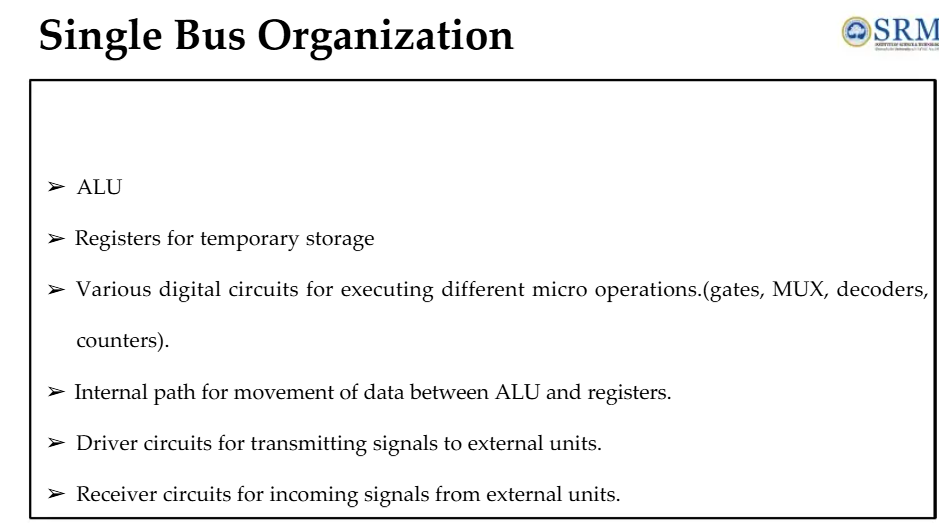 Single Bus Organization
SRM
➢ ALU
➢ Registers for temporary storage
➢ Various digital circuits for executing different micro operations.(gates, MUX, decoders,
counters).
➢ Internal path for movement of data between ALU and registers.
➢ Driver circuits for transmitting signals to external units.
➢ Receiver circuits for incoming signals from external units.